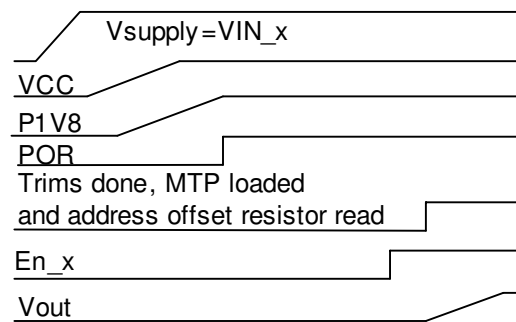 Vsupply=VIN_x
VCC
P1V8
POR
Trims done, MTP loaded
and address offset resistor read
En_x
Vout